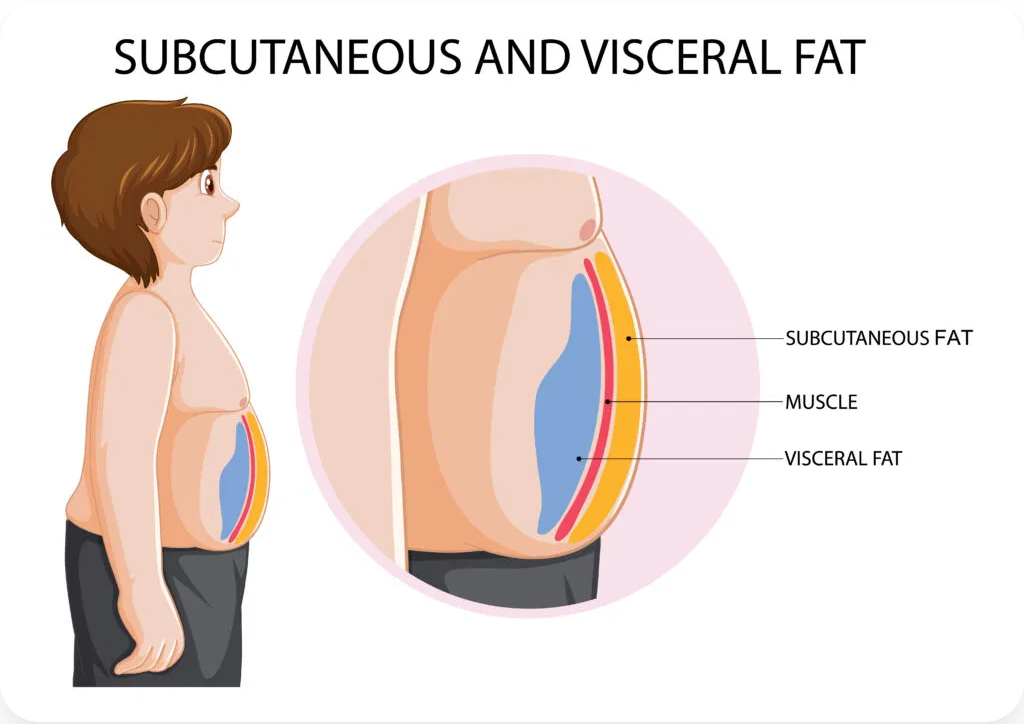 SUBCUTANEOUS AND VISCERAL FAT
SUBCUTANEOUS FAT
MUSCLE
VISCERAL FAT